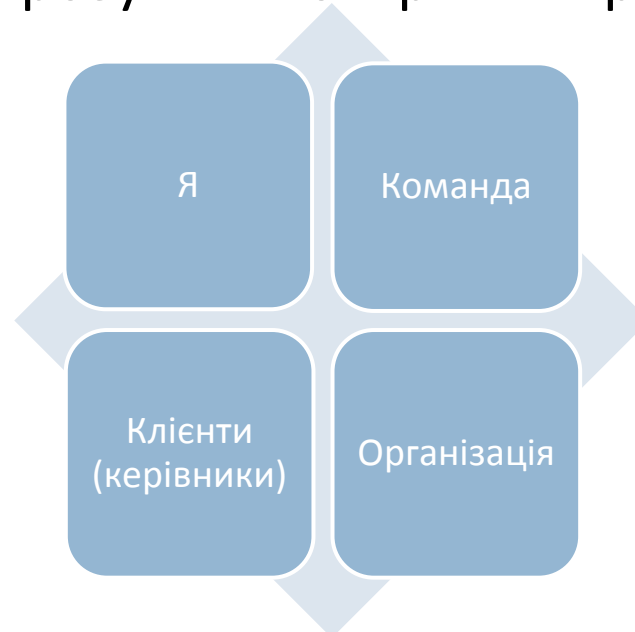 Я
Команда
Клієнти
(керівники)
Організація